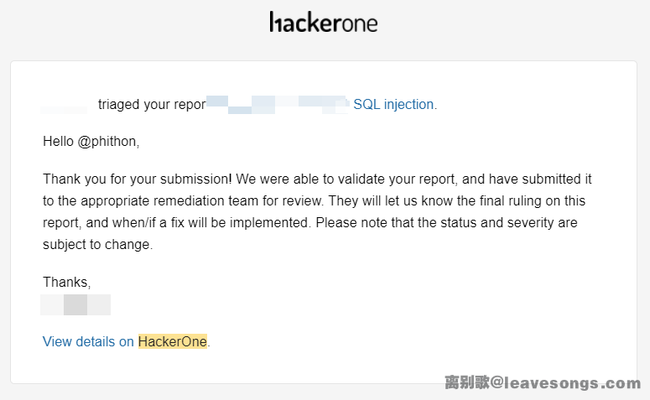 hackerone
triaged your repor SQL injection.
Hello @phithon,
Thank you for your submission! We were able to validate your report, and have submitted it
to the appropriate remediation team for review. They will let us know the final ruling on this
report, and when/if a fix will be implemented. Please note that the status and severity are
subject to change.
Thanks,
View details on HackerOne.
离别歌@leavesongs.com